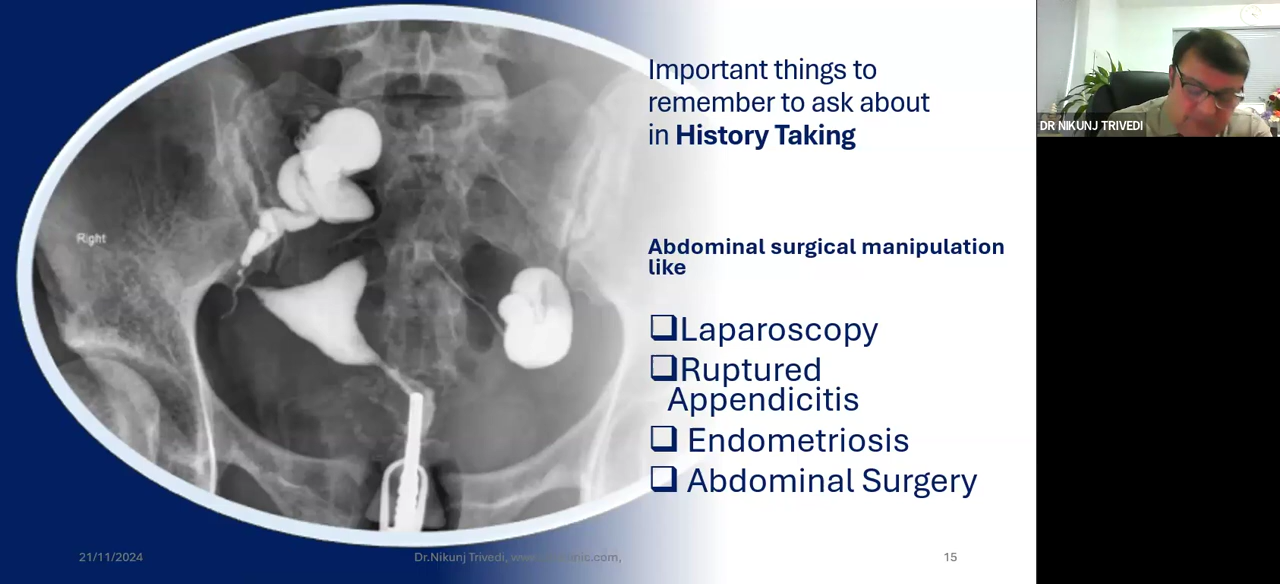 Important things to
remember to ask about
in History Taking
DR NIKUNJ TRIVEDI
Right
Abdominal surgical manipulation
like
❑Laparoscopy
❑Ruptured
Appendicitis
❑ Endometriosis
❑ Abdominal Surgery
21/11/2024
Dr.Nikunj Trivedi,
15